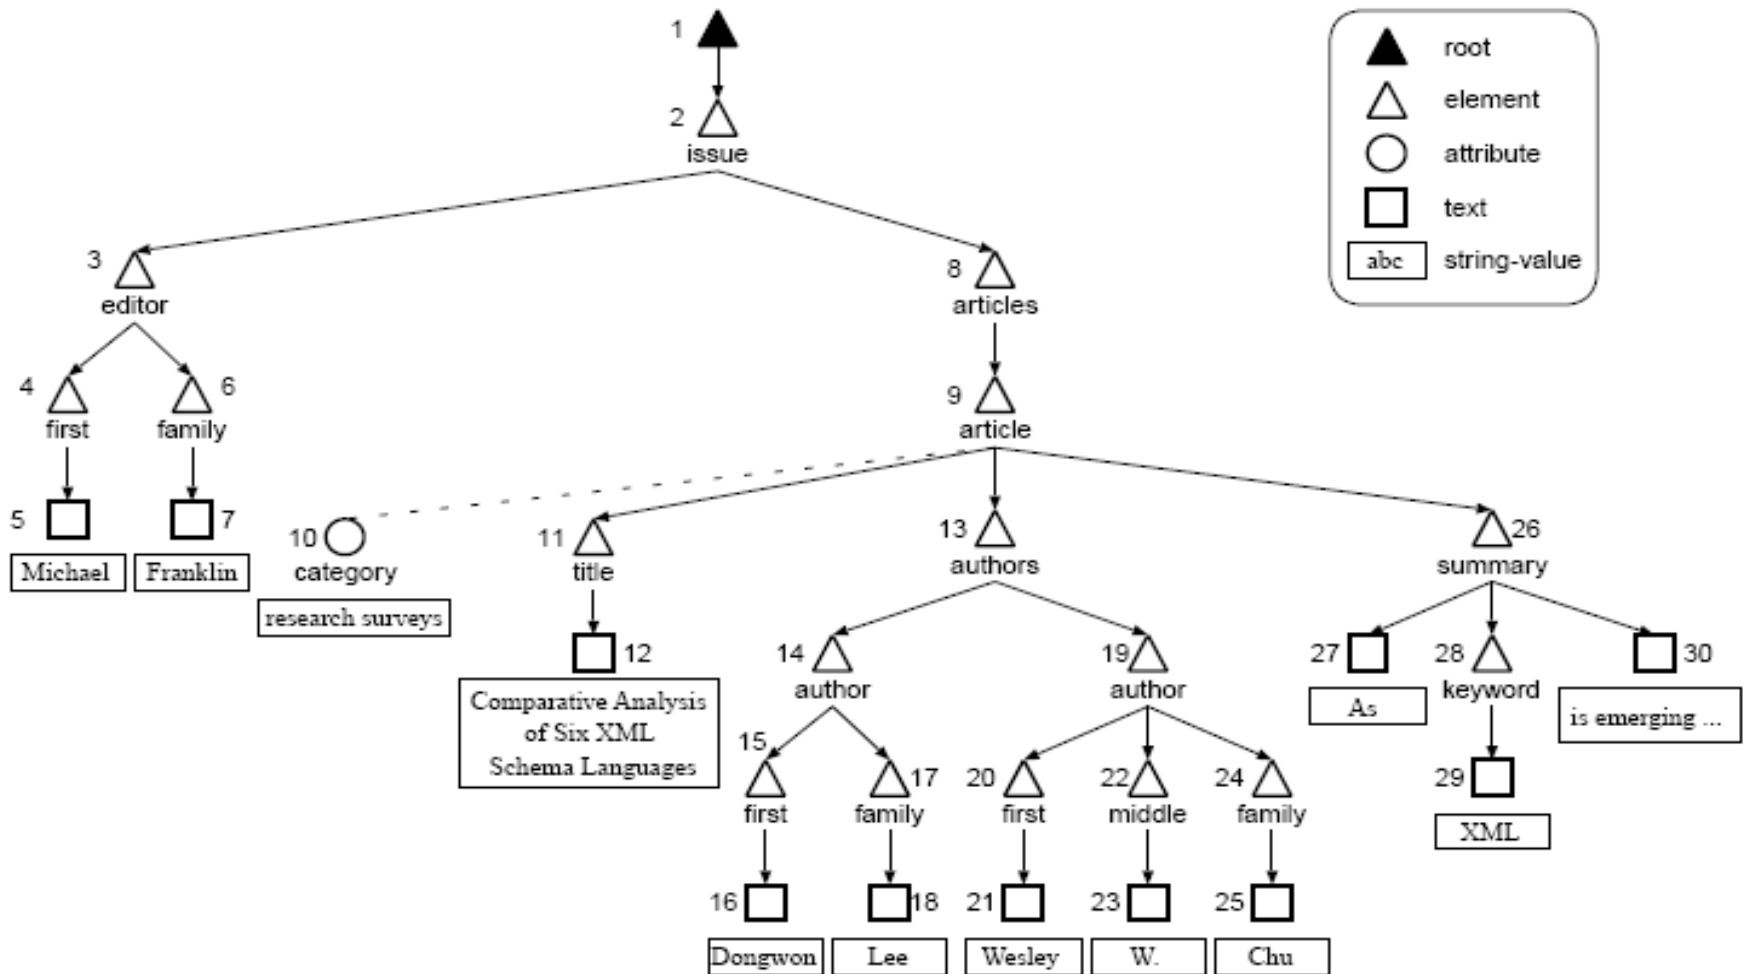 1
root
element
2
issue
attribute
text
abc string-value
3
editor
8
articles
4
first
6
family
9
article
5
Michael
7
Franklin
10
category
research surveys
11
title
13
authors
26
summary
12
Comparative Analysis
of Six XML
Schema Languages
14
author
19
author
27
As
28
keyword
30
is emerging ...
15
first
17
family
20
first
22
middle
24
family
29
XML
16
Dongwon
18
Lee
21
Wesley
23
W.
25
Chu